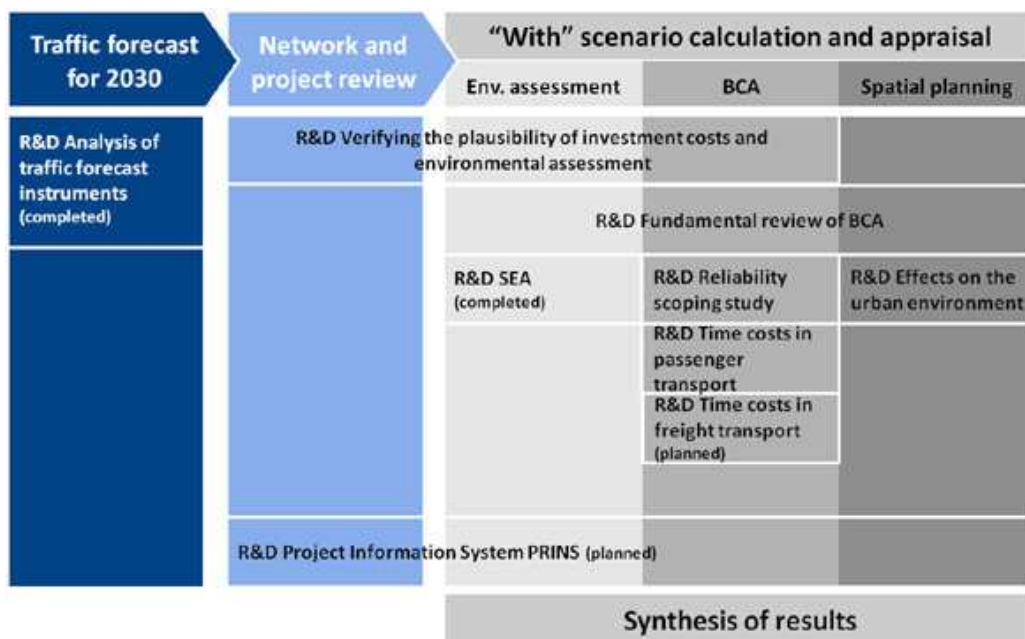 Traffic forecast
for 2030
Network and
project review
“With” scenario calculation and appraisal
Env. assessment
BCA
Spatial planning
R&D Analysis of
traffic forecast
instruments
(completed)
R&D Verifying the plausibility of investment costs and
environmental assessment
R&D Fundamental review of BCA
R&D SEA
(completed)
R&D Reliability
scoping study
R&D Effects on the
urban environment
R&D Time costs in
passenger
transport
R&D Time costs in
freight transport
(planned)
R&D Project Information System PRINS (planned)
Synthesis of results